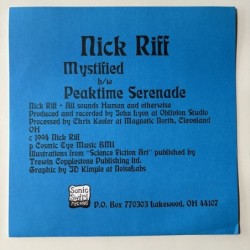 Nick Riff
Mystified
b/w
Peaktime Serenade
Nick Riff - All sounds Human and otherwise
Produced and recorded by John Lyon at Oblivion Studio
Processed by Chris Keeler at Magnetic North, Cleveland
OH
c 1994 Nick Riff
p Cosmic Eye Music BMI
Illustrations from "Science Fiction Art" published by
Trewin Copplestone Publishing ltd.
Graphic by JD Kimple at NoiseLabs
Sonic
P.O. Box 770303 Lakewood, OH 44107